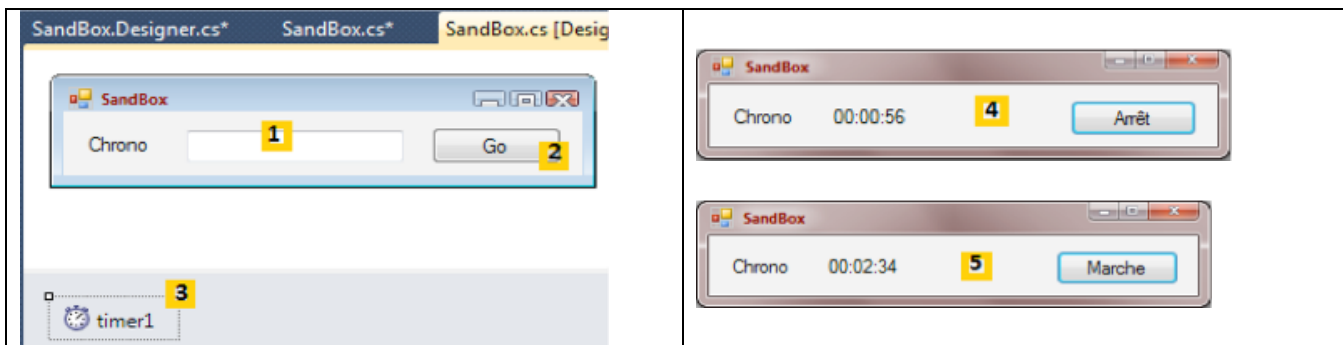 SandBox.Designer.cs* SandBox.cs* SandBox.cs [Desig
SandBox
Chrono 1 Go 2
3
timer1
SandBox
Chrono 00:00:56 4 Arrêt
SandBox
Chrono 00:02:34 5 Marche